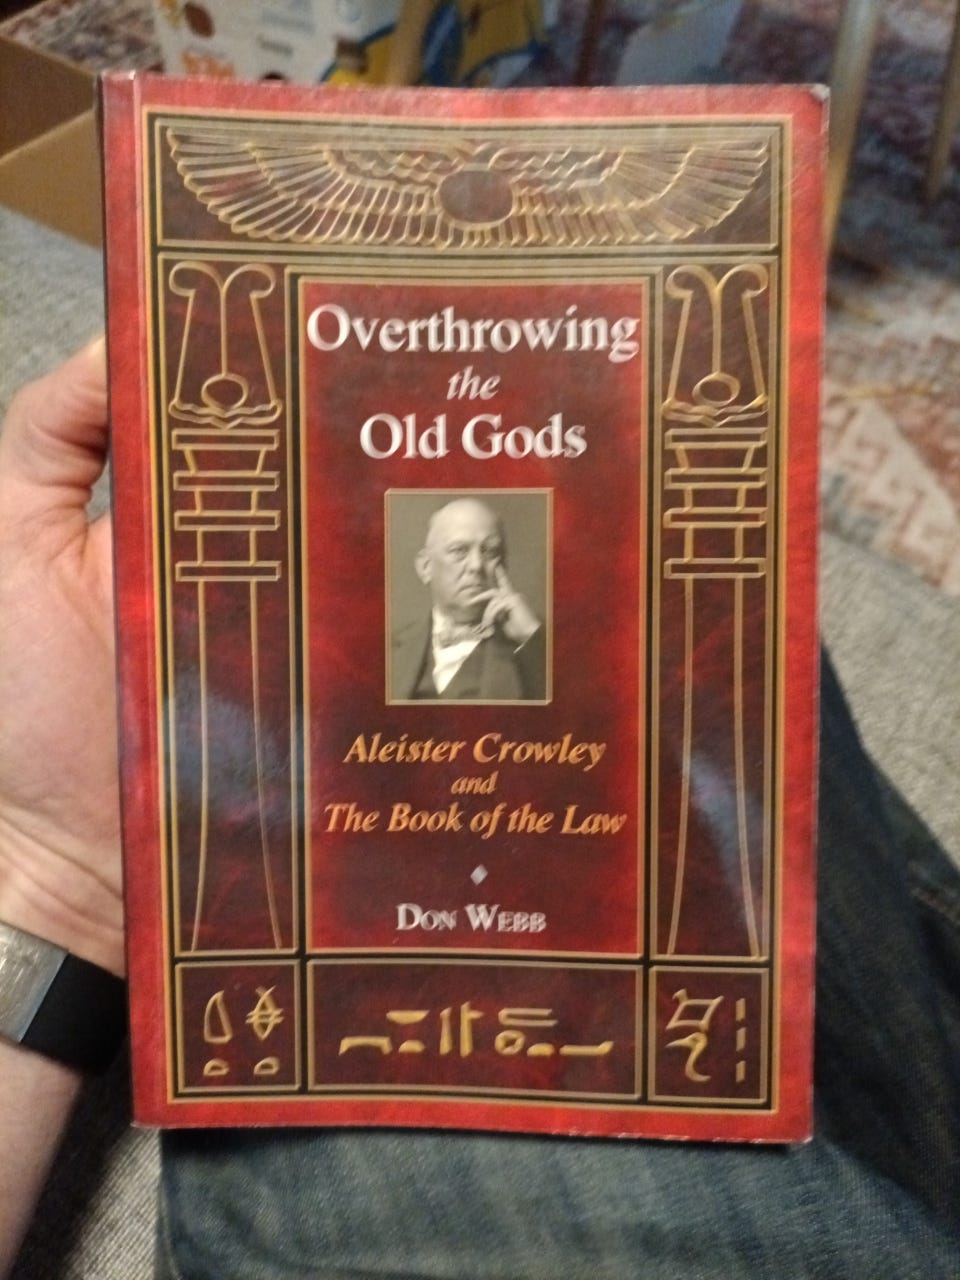 Overthrowing
the
Old Gods
Aleister Crowley
and
The Book of the Law
Don Webb